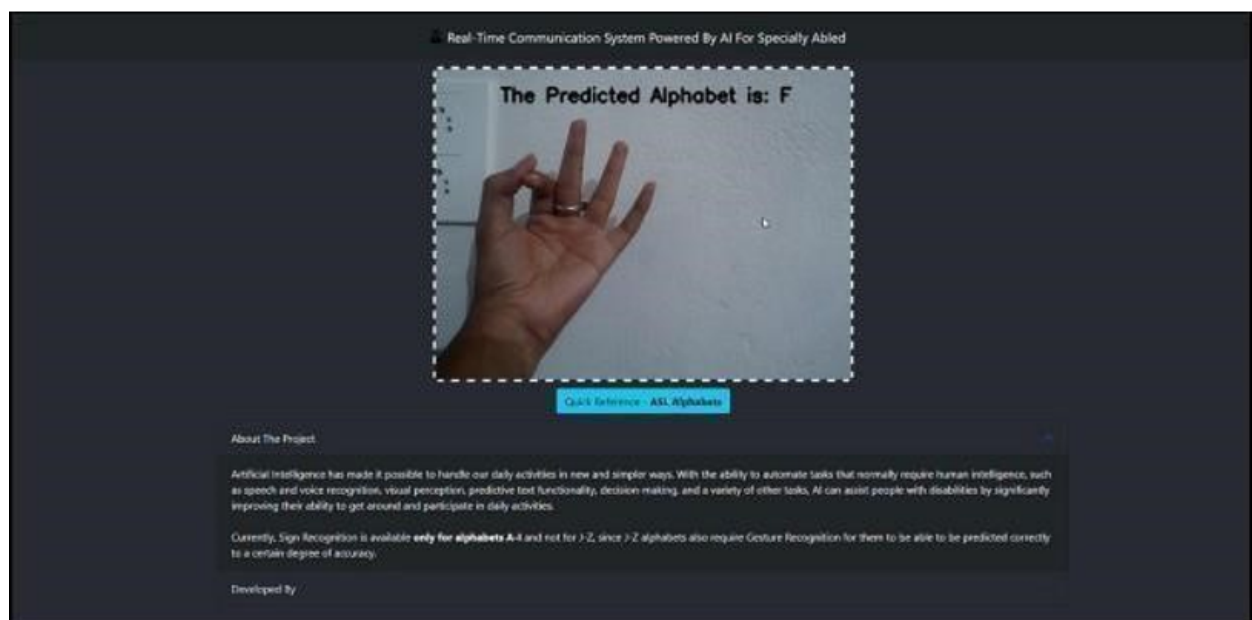 Real-Time Communication System Powered By AI For Specially Abled
The Predicted Alphabet is: F
Quick Reference - ASL Alphabets
About The Project
Artificial Intelligence has made it possible to handle our daily activities in new and simpler ways. With the ability to automate tasks that normally require human intelligence, such
as speech and voice recognition, visual perception, predictive text functionality, decision making, and a variety of other tasks, AI can assist people with disabilities by significantly
improving their ability to get around and participate in daily activities.
Currently, Sign Recognition is available only for alphabets A-I and not for J-Z, since J-Z alphabets also require Gesture Recognition for them to be able to be predicted correctly
to a certain degree of accuracy.
Developed By